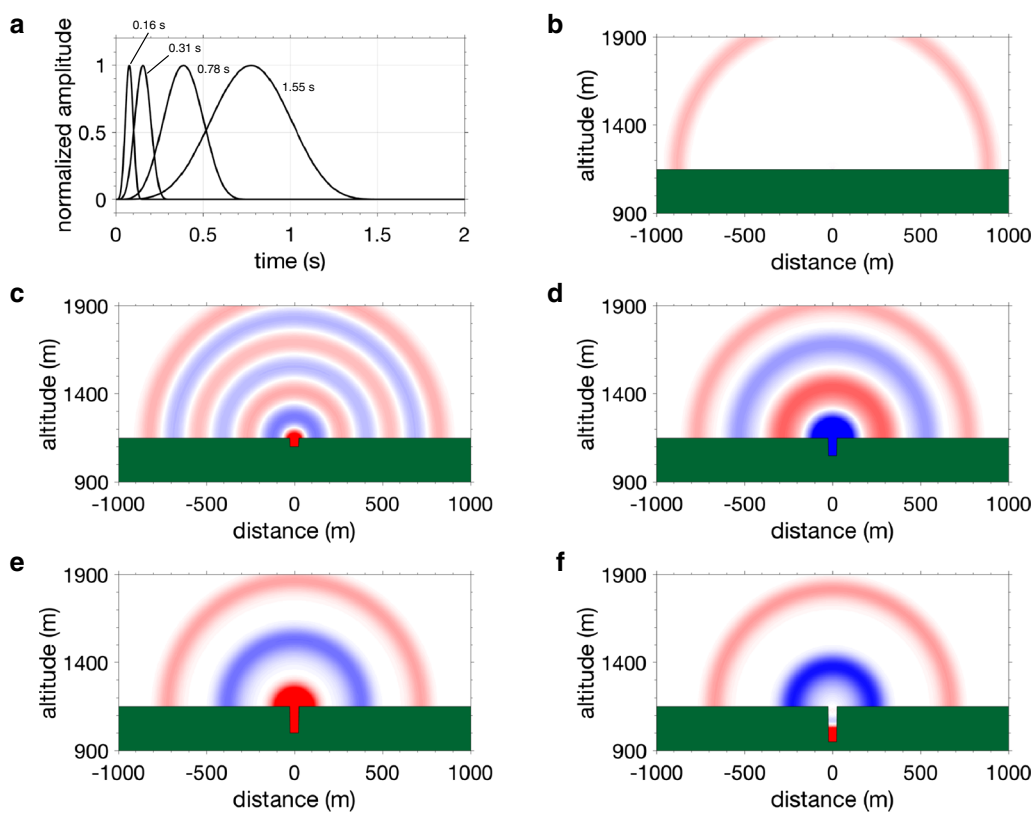 a
0.16 s
0.31 s
0.78 s
1.55 s
normalized amplitude
1
0.5
0
0 0.5 1 1.5 2
time (s)
b
1900
1400
900
altitude (m)
-1000 -500 0 500 1000
distance (m)
c
1900
1400
900
altitude (m)
-1000 -500 0 500 1000
distance (m)
d
1900
1400
900
altitude (m)
-1000 -500 0 500 1000
distance (m)
e
1900
1400
900
altitude (m)
-1000 -500 0 500 1000
distance (m)
f
1900
1400
900
altitude (m)
-1000 -500 0 500 1000
distance (m)